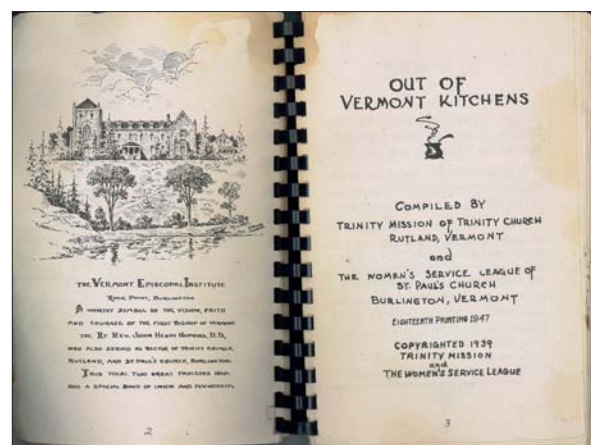 THE VERMONT EPISCOPAL INSTITUTE
ROCK POINT, BURLINGTON
A WORTHY SYMBOL OF THE VISION, FAITH
AND COURAGE OF THE FIRST BISHOP OF VERMONT
THE RT. REV. JOHN HENRY HOPKINS, D.D.,
WHO ALSO SERVED AS RECTOR OF TRINITY CHURCH,
RUTLAND, AND ST. PAUL'S CHURCH, BURLINGTON.
THUS THESE TWO GREAT PARISHES HAVE
HAD A SPECIAL BOND OF UNION AND FRIENDSHIP.
2
OUT OF
VERMONT KITCHENS
COMPILED BY
TRINITY MISSION OF TRINITY CHURCH
RUTLAND, VERMONT
and
THE WOMEN'S SERVICE LEAGUE OF
ST. PAUL'S CHURCH
BURLINGTON, VERMONT
EIGHTEENTH PRINTING 1947
COPYRIGHTED 1939
TRINITY MISSION
and
THE WOMEN'S SERVICE LEAGUE
3